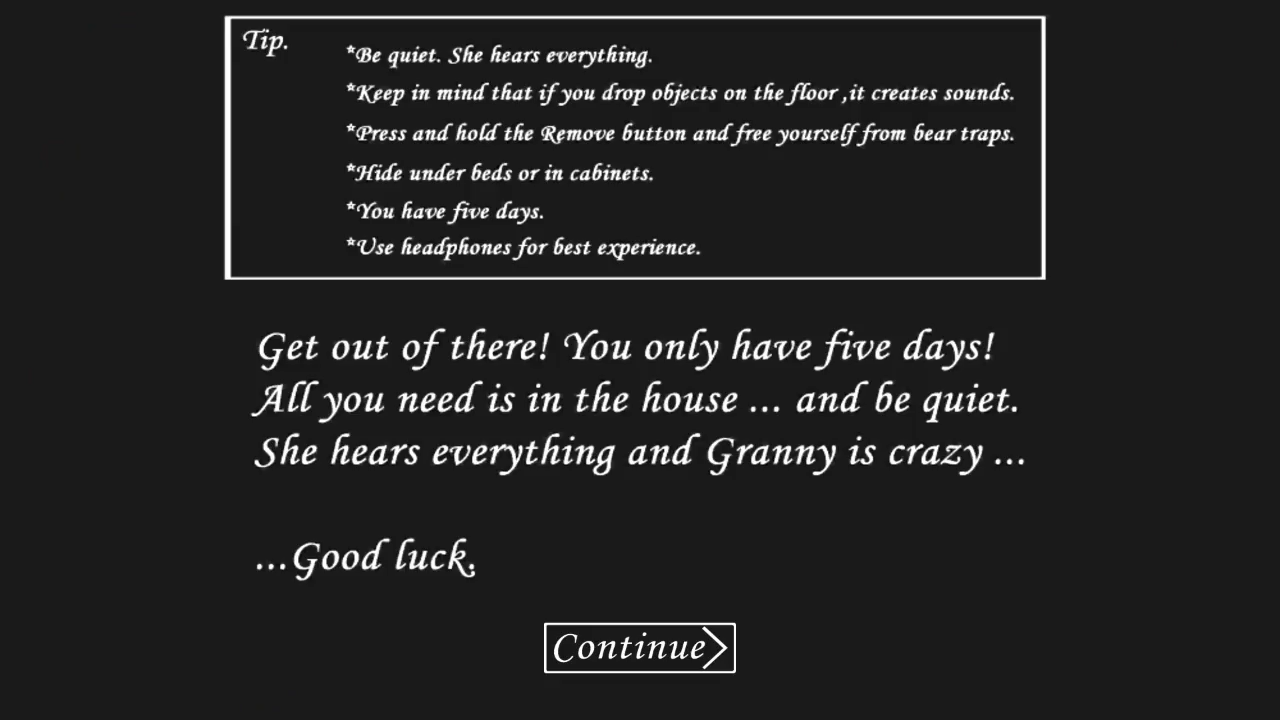 Tip.
*Be quiet. She hears everything.
*Keep in mind that if you drop objects on the floor ,it creates sounds.
*Press and hold the Remove button and free yourself from bear traps.
*Hide under beds or in cabinets.
*You have five days.
*Use headphones for best experience.
Get out of there! You only have five days!
All you need is in the house ... and be quiet.
She hears everything and Granny is crazy ...
...Good luck.
Continue